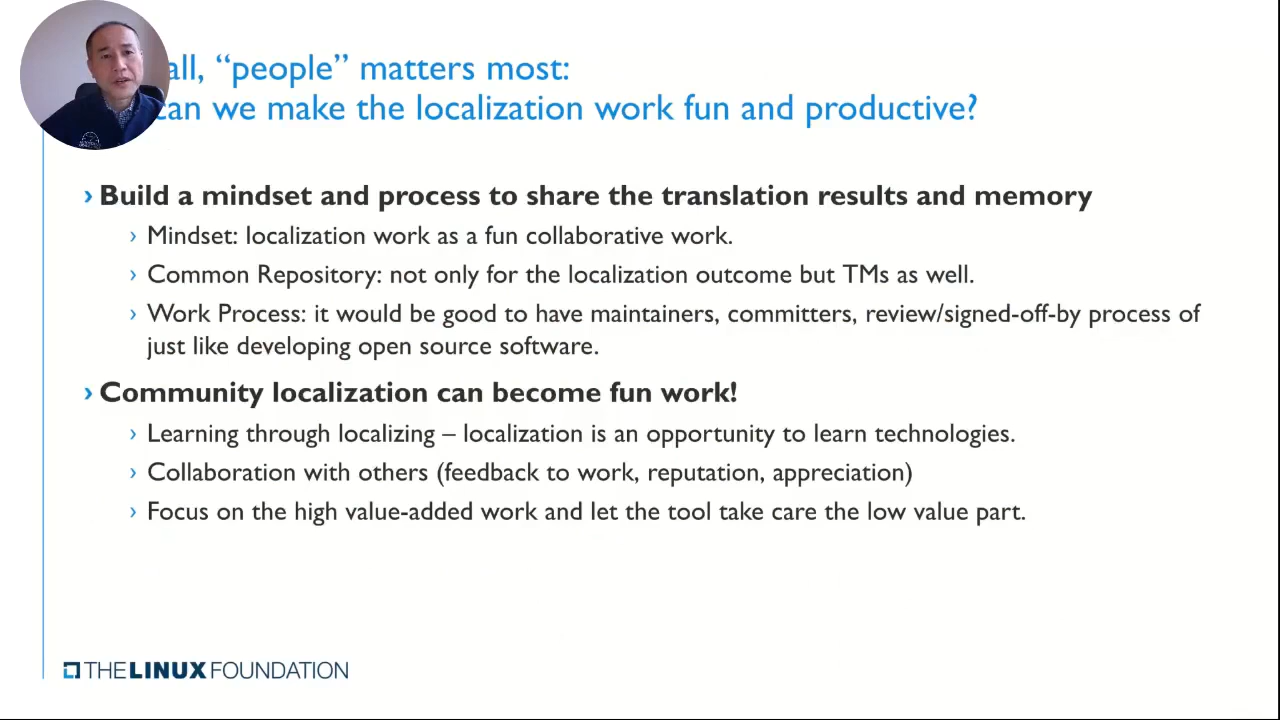 all, “people” matters most:
can we make the localization work fun and productive?
› Build a mindset and process to share the translation results and memory
› Mindset: localization work as a fun collaborative work.
› Common Repository: not only for the localization outcome but TMs as well.
› Work Process: it would be good to have maintainers, committers, review/signed-off-by process of
just like developing open source software.
› Community localization can become fun work!
› Learning through localizing – localization is an opportunity to learn technologies.
› Collaboration with others (feedback to work, reputation, appreciation)
› Focus on the high value-added work and let the tool take care the low value part.
THE LINUX FOUNDATION